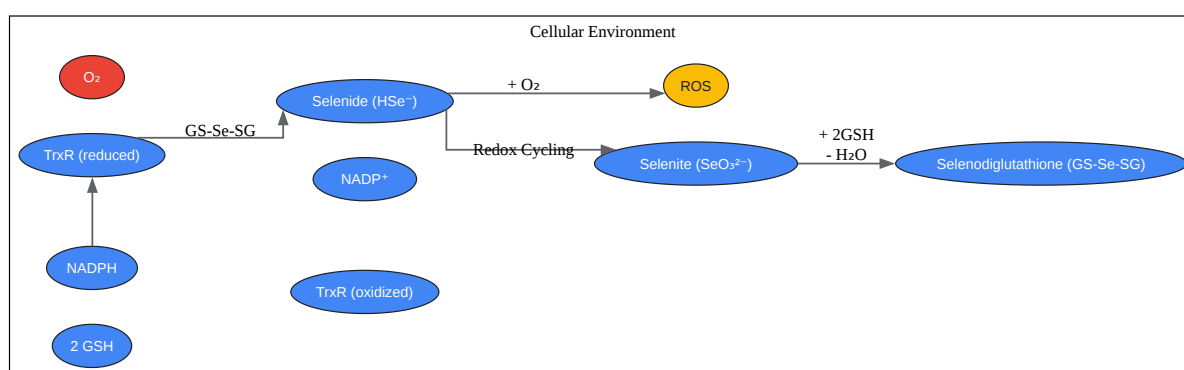 Cellular Environment
O₂
Selenide (HSe⁻)
+ O₂
ROS
GS-Se-SG
TrxR (reduced)
Redox Cycling
Selenite (SeO₃²⁻)
+ 2GSH
- H₂O
Selenodiglutathione (GS-Se-SG)
NADP⁺
NADPH
TrxR (oxidized)
2 GSH